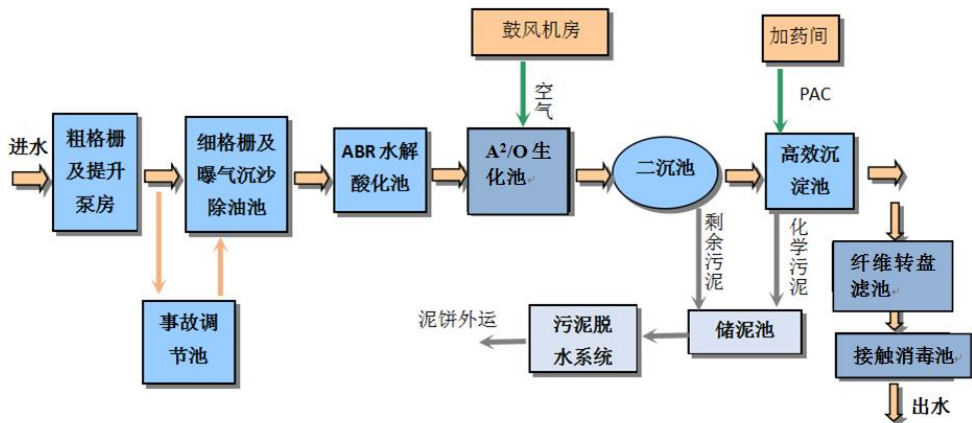 鼓风机房
加药间
空气
PAC
进水
粗格栅
及提升
泵房
细格栅及
曝气沉沙
除油池
ABR 水解
酸化池
A²/O 生
化池
二沉池
高效沉
淀池
剩余污泥
化学污泥
纤维转盘
滤池
事故调
节池
泥饼外运
污泥脱
水系统
储泥池
接触消毒池
出水